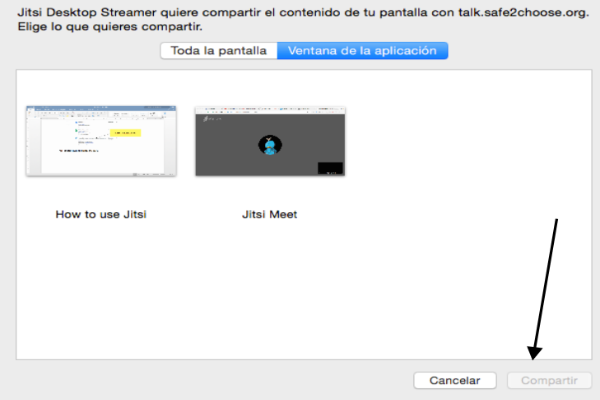 Jitsi Desktop Streamer quiere compartir el contenido de tu pantalla con talk.safe2choose.org.
Elige lo que quieres compartir.
Toda la pantalla
Ventana de la aplicación
How to use Jitsi
Jitsi Meet
Cancelar
Compartir